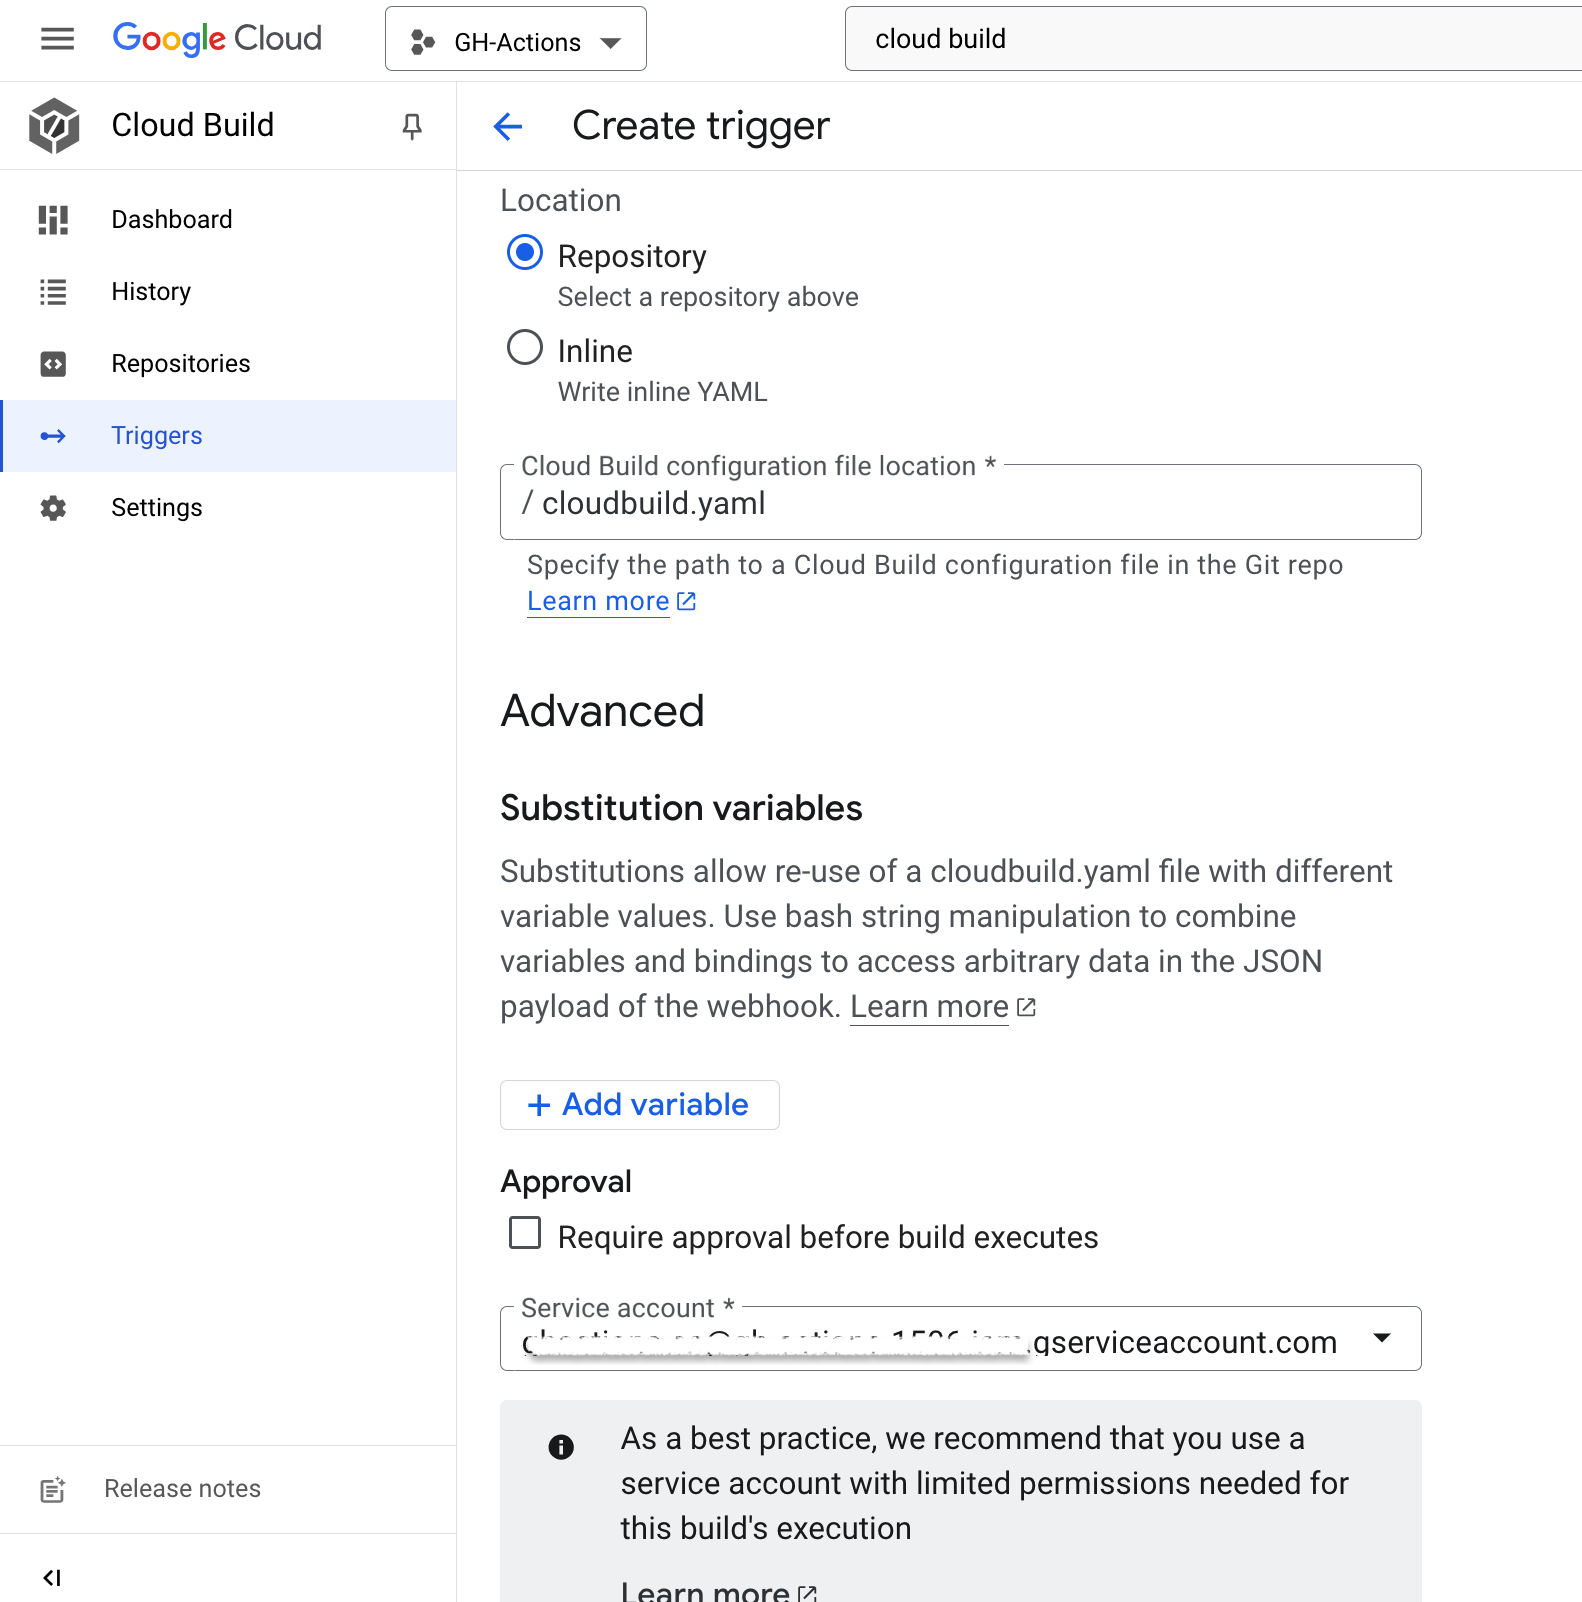 Google Cloud
GH-Actions
cloud build
Cloud Build
Create trigger
Dashboard
History
Repositories
Triggers
Settings
Location
Repository
Select a repository above
Inline
Write inline YAML
Cloud Build configuration file location *
/ cloudbuild.yaml
Specify the path to a Cloud Build configuration file in the Git repo
Learn more
Advanced
Substitution variables
Substitutions allow re-use of a cloudbuild.yaml file with different
variable values. Use bash string manipulation to combine
variables and bindings to access arbitrary data in the JSON
payload of the webhook. Learn more
+ Add variable
Approval
Require approval before build executes
Service account *
.gserviceaccount.com
As a best practice, we recommend that you use a
service account with limited permissions needed for
this build's execution
Learn more
Release notes